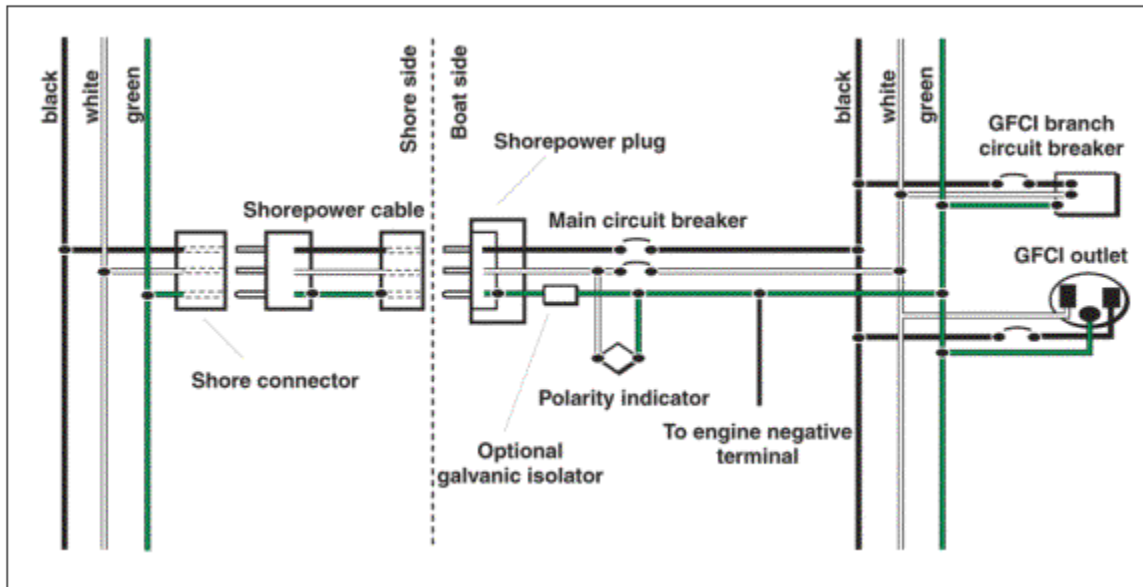 black
white
green
Shore side
Boat side
black
white
green
GFCI branch
circuit breaker
Shorepower plug
Shorepower cable
Main circuit breaker
GFCI outlet
Shore connector
Polarity indicator
Optional
galvanic isolator
To engine negative
terminal